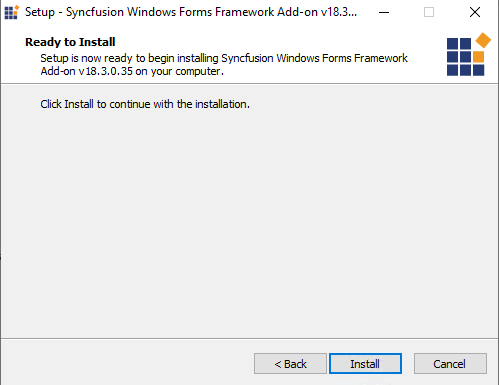 Setup - Syncfusion Windows Forms Framework Add-on v18.3...
Ready to Install
Setup is now ready to begin installing Syncfusion Windows Forms Framework
Add-on v18.3.0.35 on your computer.
Click Install to continue with the installation.
< Back
Install
Cancel